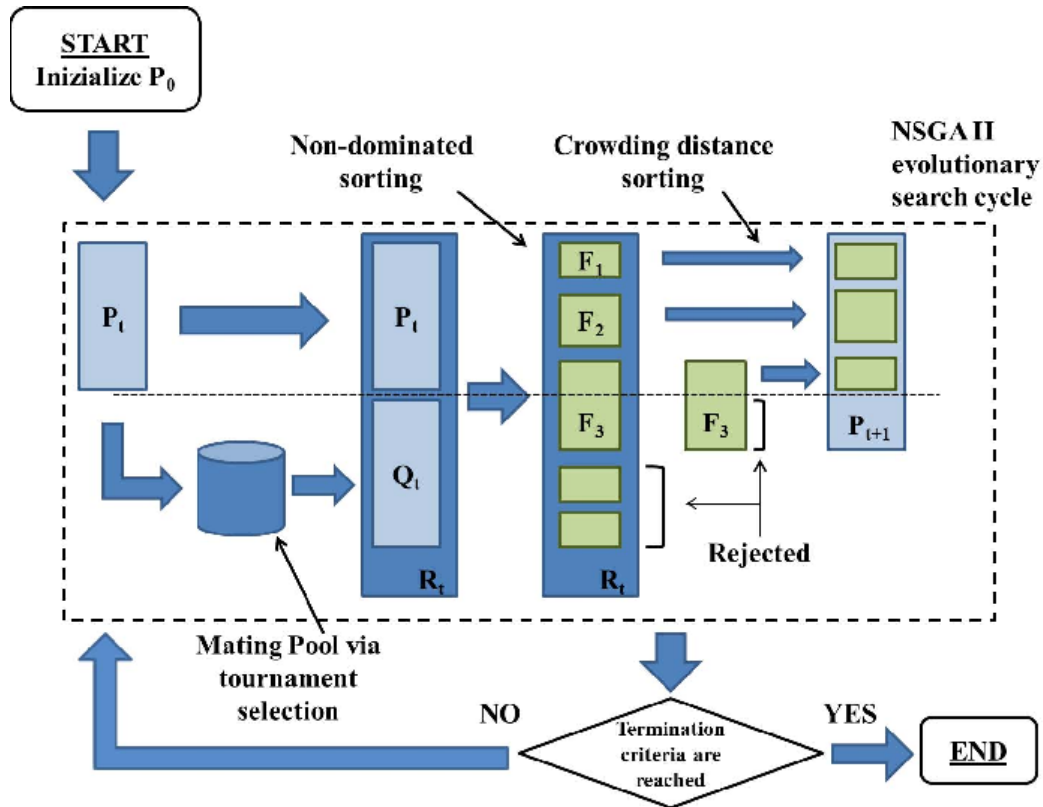 START
Inizialize P₀
Non-dominated
sorting
Crowding distance
sorting
NSGA II
evolutionary
search cycle
Pₜ
Pₜ
Qₜ
Rₜ
F₁
F₂
F₃
Rₜ
F₃
Pₜ₊₁
Rejected
Mating Pool via
tournament
selection
NO
Termination
criteria are
reached
YES
END